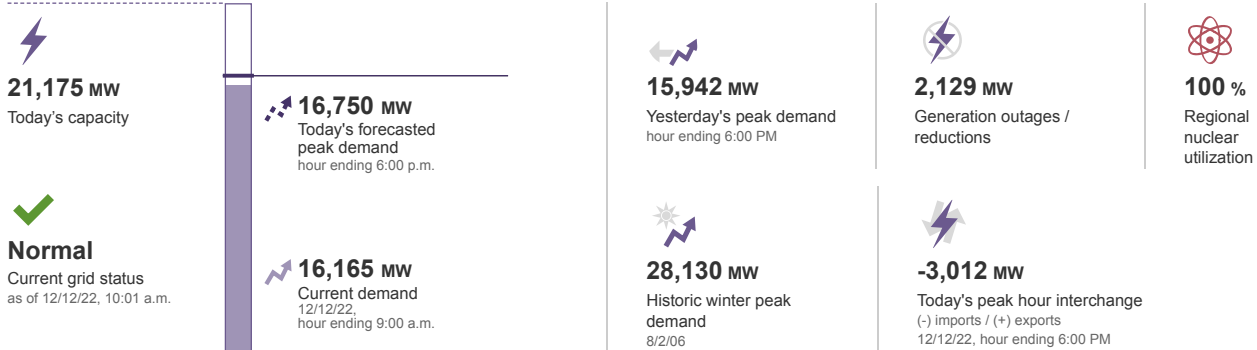 21,175 MW
Today's capacity
Normal
Current grid status
as of 12/12/22, 10:01 a.m.
16,750 MW
Today's forecasted
peak demand
hour ending 6:00 p.m.
16,165 MW
Current demand
12/12/22,
hour ending 9:00 a.m.
15,942 MW
Yesterday's peak demand
hour ending 6:00 PM
2,129 MW
Generation outages /
reductions
100 %
Regional
nuclear
utilization
28,130 MW
Historic winter peak
demand
8/2/06
-3,012 MW
Today's peak hour interchange
(-) imports / (+) exports
12/12/22, hour ending 6:00 PM